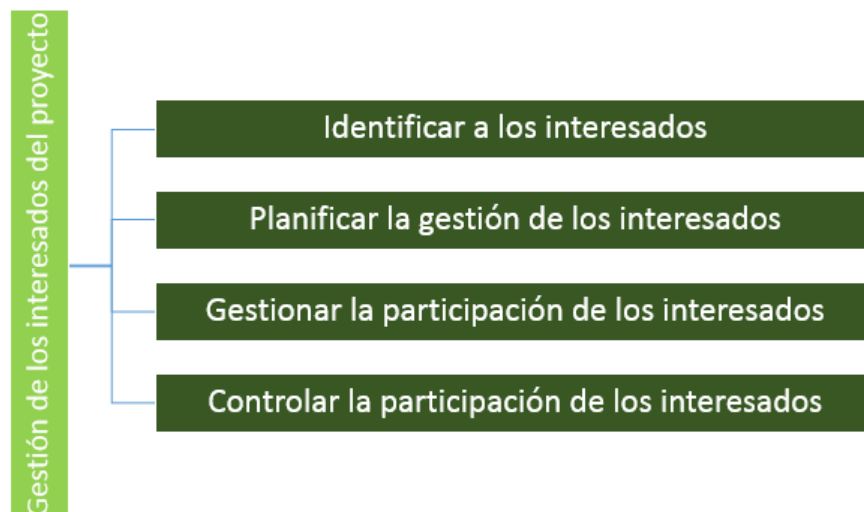 Gestión de los interesados del proyecto
Identificar a los interesados
Planificar la gestión de los interesados
Gestionar la participación de los interesados
Controlar la participación de los interesados